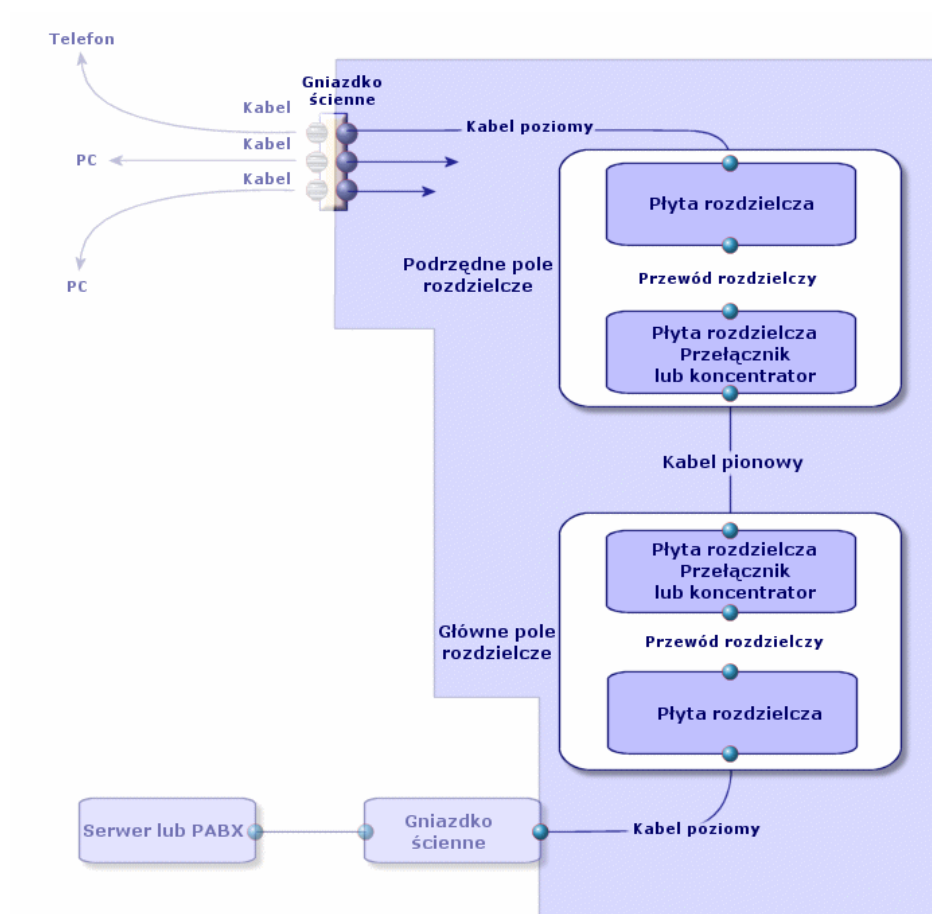 Telefon
Gniazdko
ścienne
Kabel
Kabel poziomy
Kabel
PC
Kabel
Płyta rozdzielcza
Podrzędne pole
rozdzielcze
Przewód rozdzielczy
PC
Płyta rozdzielcza
Przełącznik
lub koncentrator
Kabel pionowy
Płyta rozdzielcza
Przełącznik
lub koncentrator
Główne pole
rozdzielcze
Przewód rozdzielczy
Płyta rozdzielcza
Serwer lub PABX
Gniazdko
ścienne
Kabel poziomy